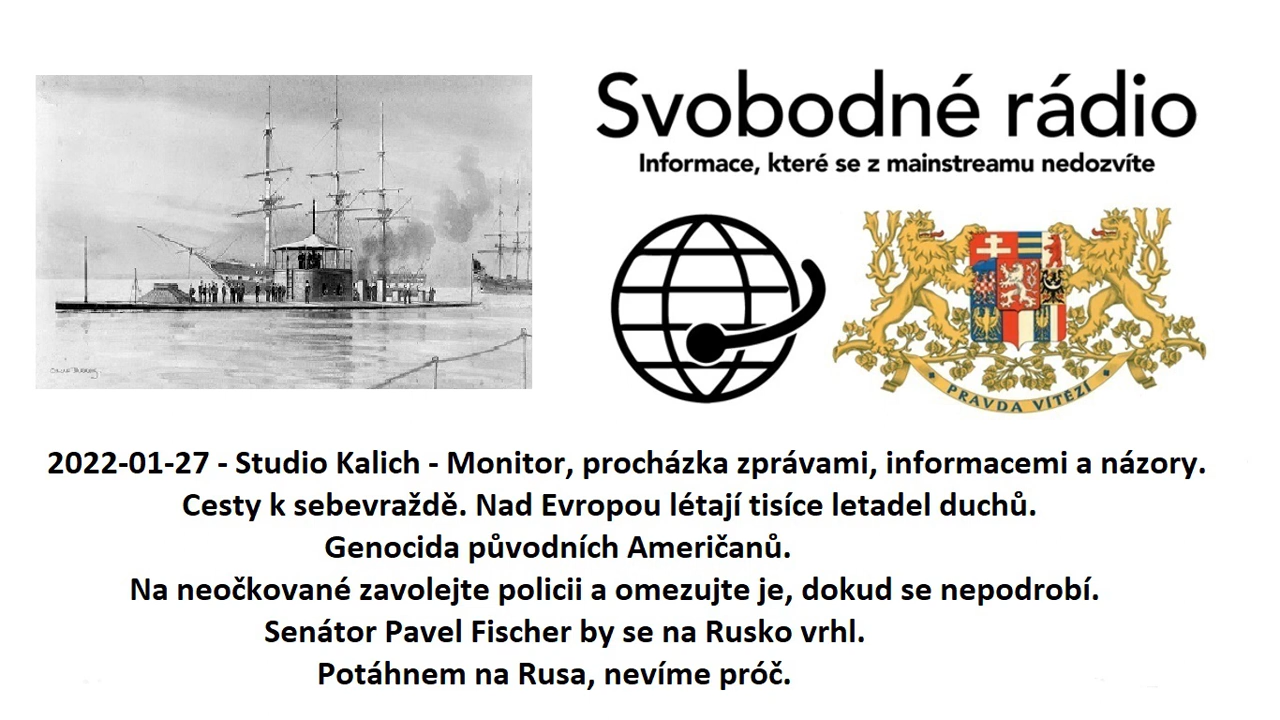 Svobodné rádio
Informace, které se z mainstreamu nedozvíte
PRAVDA VÍTĚZÍ
2022-01-27 - Studio Kalich - Monitor, procházka zprávami, informacemi a názory.
Cesty k sebevraždě. Nad Evropou létají tisíce letadel duchů.
Genocida původních Američanů.
Na neočkované zavolejte policii a omezujte je, dokud se nepodrobí.
Senátor Pavel Fischer by se na Rusko vrhl.
Potáhnem na Rusa, nevíme próč.